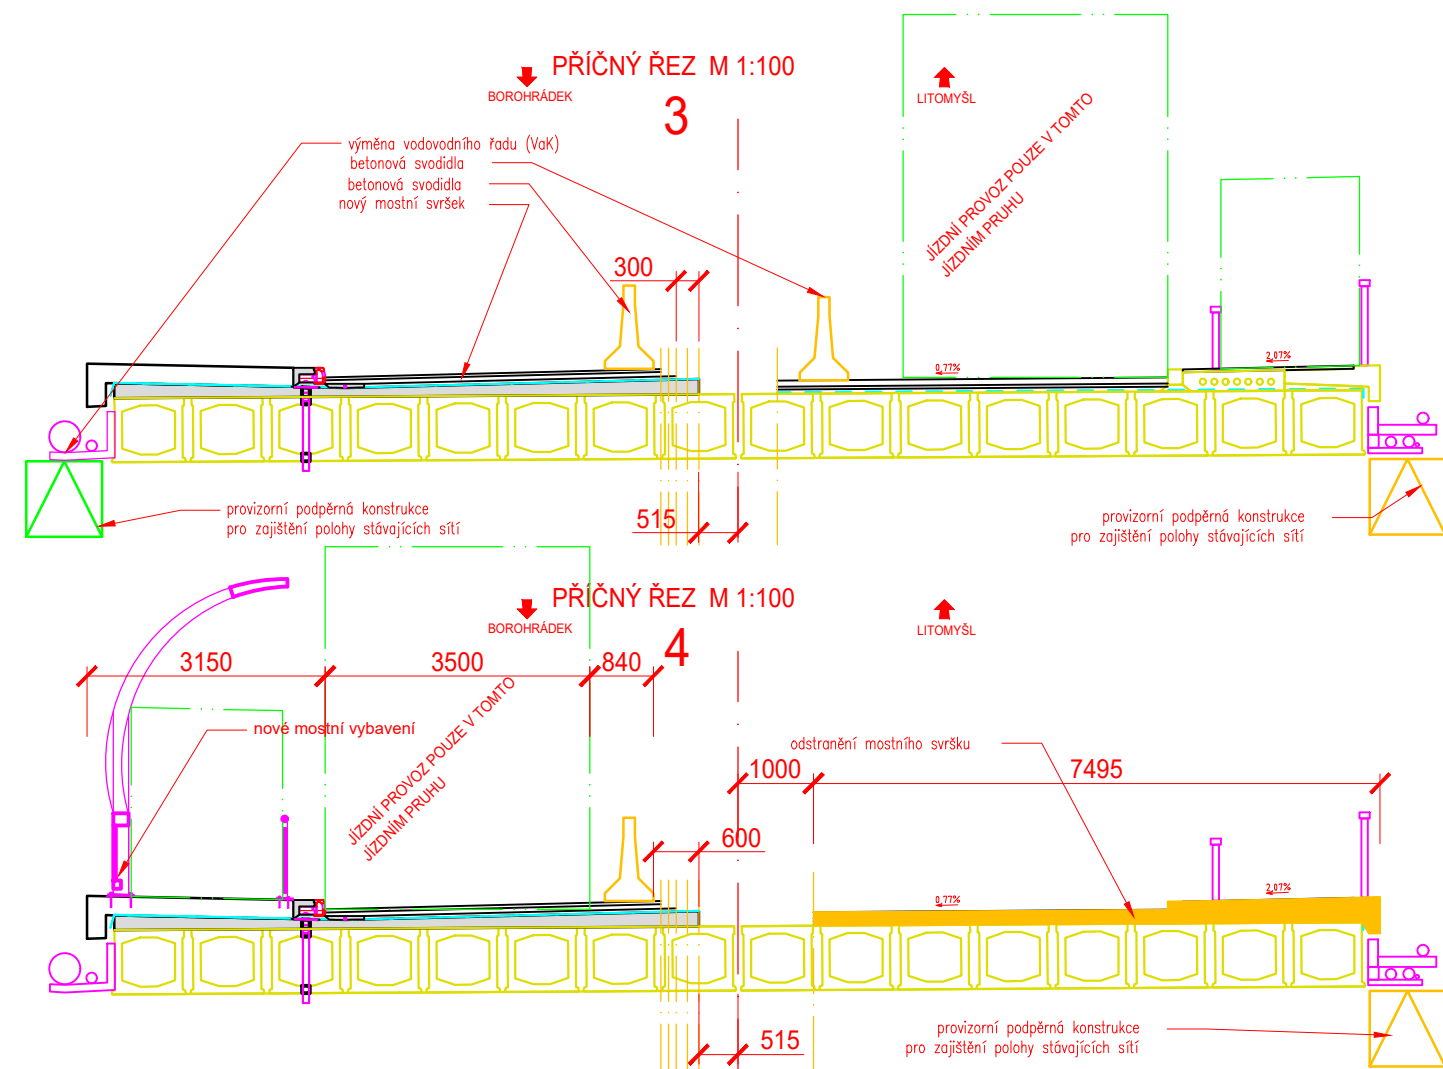 PŘÍČNÝ ŘEZ M 1:100
BOROHRÁDEK
3
LITOMYŠL
výměna vodovodního řadu (VaK)
betonová svodidla
betonová svodidla
nový mostní svršek
JÍZDNÍ PROVOZ POUZE V TOMTO
JÍZDNÍM PRUHU
300
0,77%
2,07%
provizorní podpěrná konstrukce
pro zajištění polohy stávajících sítí
515
provizorní podpěrná konstrukce
pro zajištění polohy stávajících sítí
PŘÍČNÝ ŘEZ M 1:100
BOROHRÁDEK
4
LITOMYŠL
3150
3500
840
nové mostní vybavení
JÍZDNÍ PROVOZ POUZE V TOMTO
JÍZDNÍM PRUHU
odstranění mostního svršku
1000
7495
600
0,77%
2,07%
515
provizorní podpěrná konstrukce
pro zajištění polohy stávajících sítí